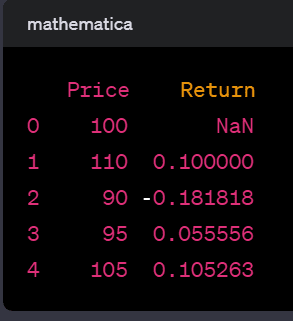 mathematica
Price Return
0 100 NaN
1 110 0.100000
2 90 -0.181818
3 95 0.055556
4 105 0.105263